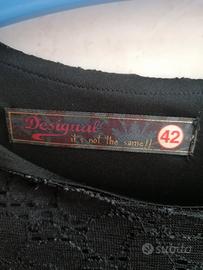 Desigual
it's not the same!!
42
subito